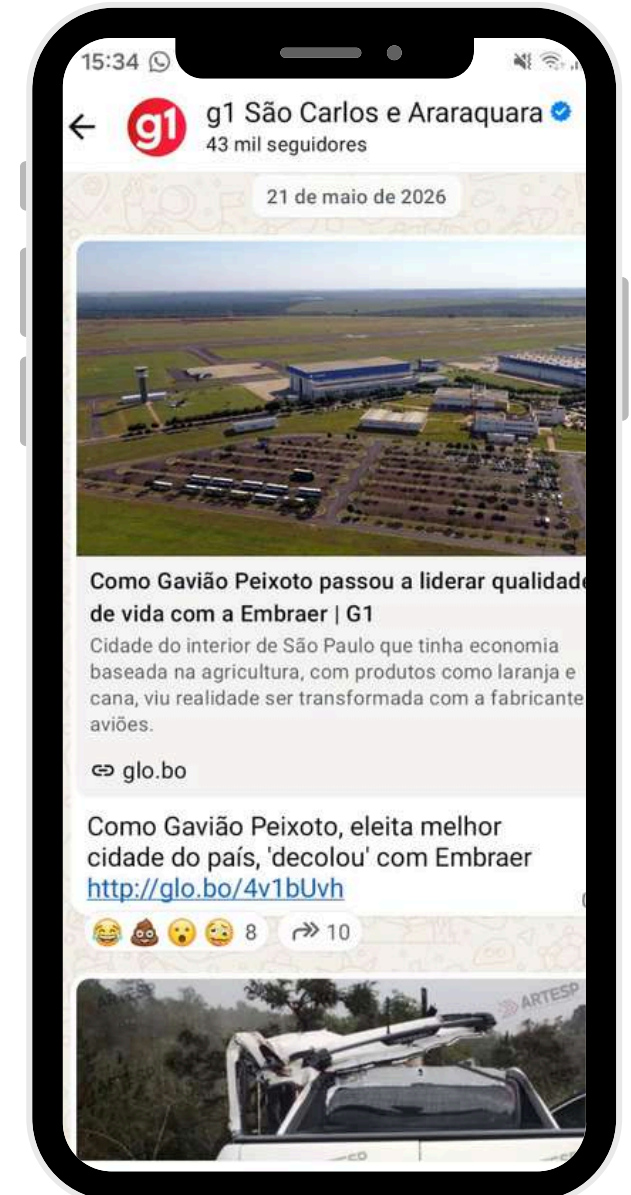 15:34
g1
g1 São Carlos e Araraquara
43 mil seguidores
21 de maio de 2026
Como Gavião Peixoto passou a liderar qualidade
de vida com a Embraer | G1
Cidade do interior de São Paulo que tinha economia
baseada na agricultura, com produtos como laranja e
cana, viu realidade ser transformada com a fabricante
aviões.
glo.bo
Como Gavião Peixoto, eleita melhor
cidade do país, 'decolou' com Embraer
http://glo.bo/4v1bUvh
8
10
ARTESP
ARTESP